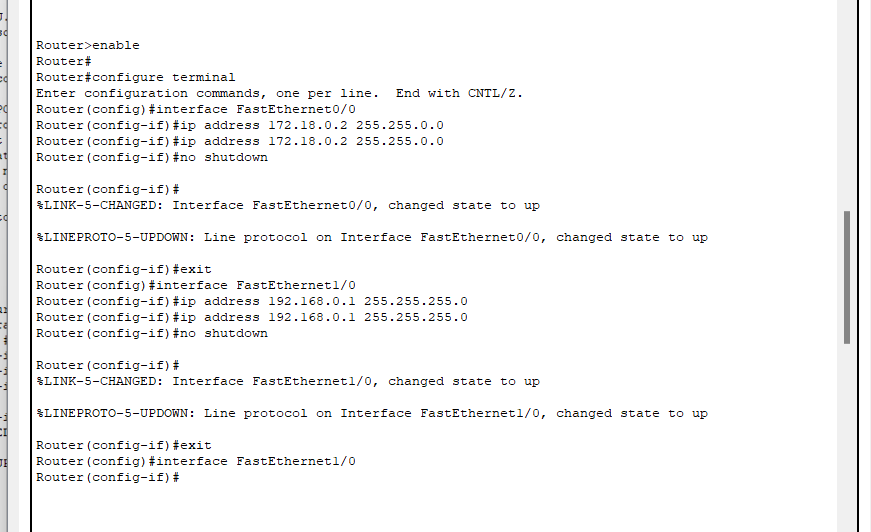 Router>enable
Router#
Router#configure terminal
Enter configuration commands, one per line.  End with CNTL/Z.
Router(config)#interface FastEthernet0/0
Router(config-if)#ip address 172.18.0.2 255.255.0.0
Router(config-if)#ip address 172.18.0.2 255.255.0.0
Router(config-if)#no shutdown
Router(config-if)#
%LINK-5-CHANGED: Interface FastEthernet0/0, changed state to up
%LINEPROTO-5-UPDOWN: Line protocol on Interface FastEthernet0/0, changed state to up
Router(config-if)#exit
Router(config)#interface FastEthernet1/0
Router(config-if)#ip address 192.168.0.1 255.255.255.0
Router(config-if)#ip address 192.168.0.1 255.255.255.0
Router(config-if)#no shutdown
Router(config-if)#
%LINK-5-CHANGED: Interface FastEthernet1/0, changed state to up
%LINEPROTO-5-UPDOWN: Line protocol on Interface FastEthernet1/0, changed state to up
Router(config-if)#exit
Router(config)#interface FastEthernet1/0
Router(config-if)#